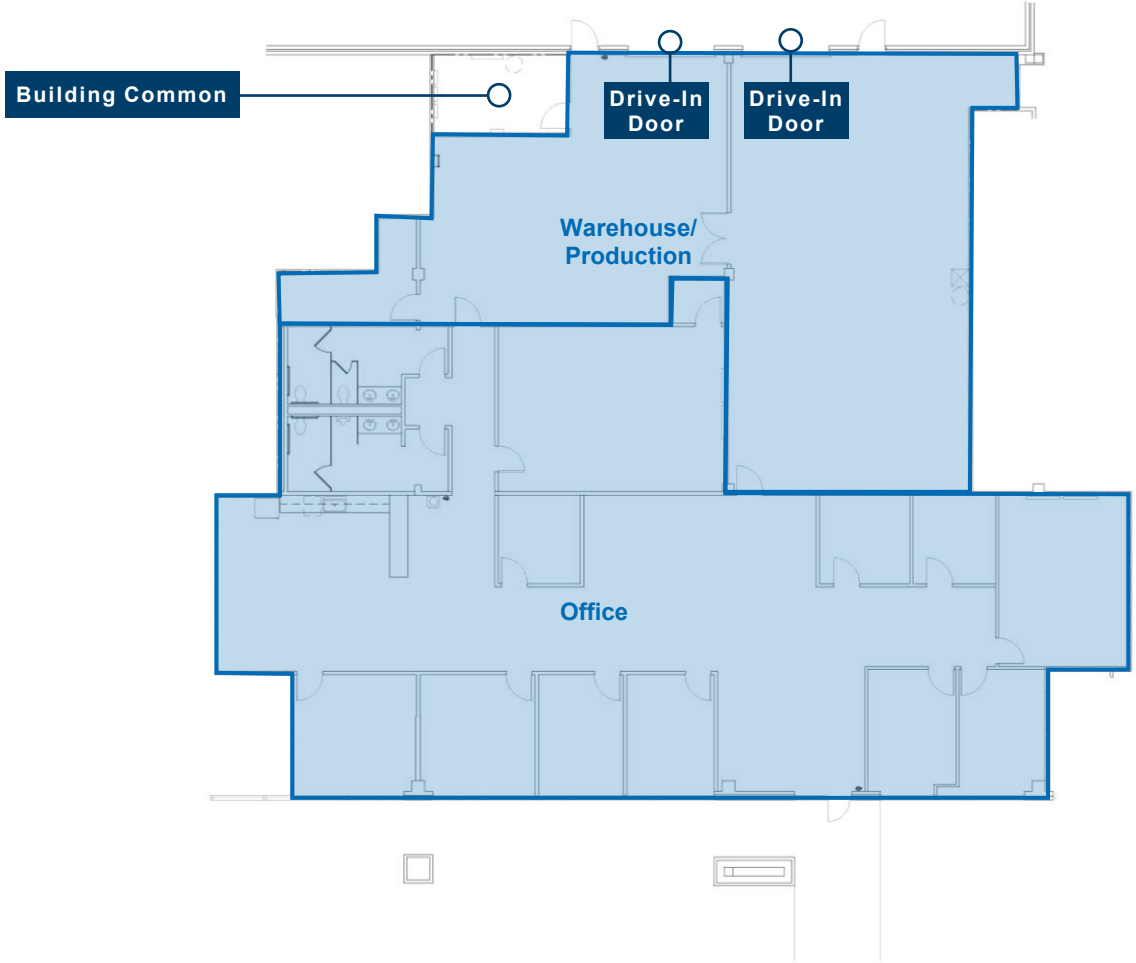 Building Common
Drive-In
Door
Drive-In
Door
Warehouse/
Production
Office